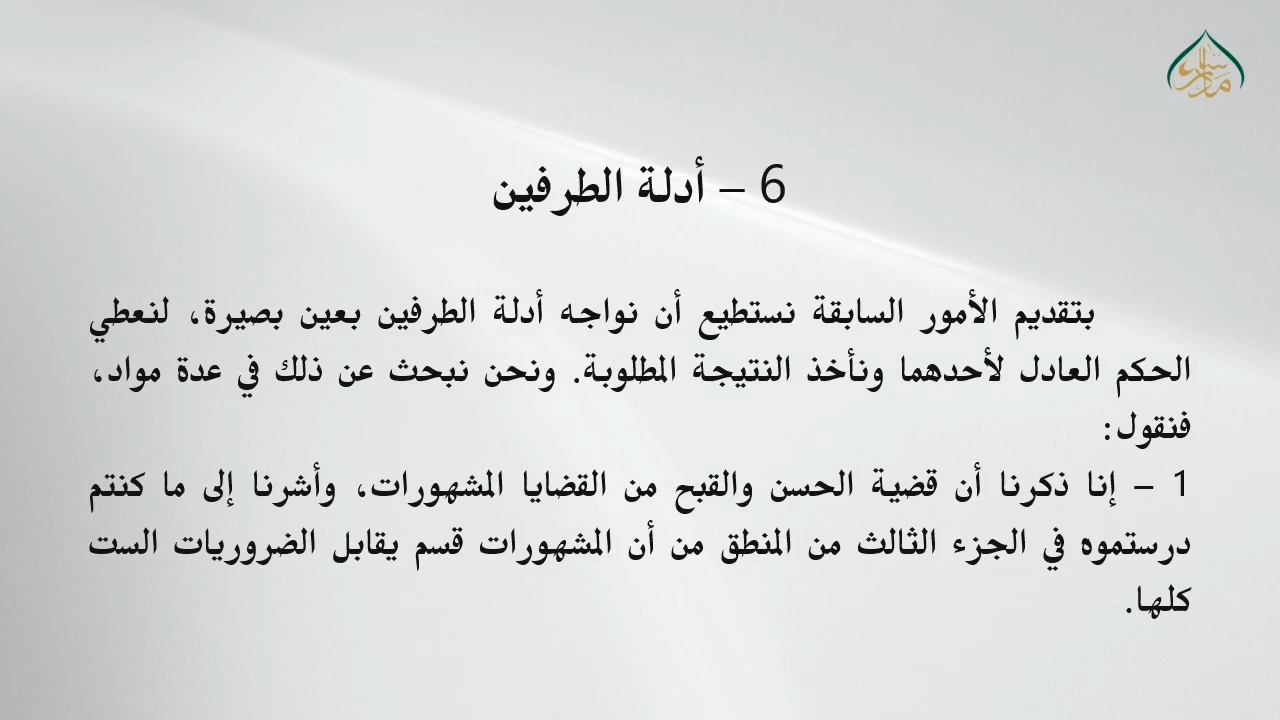 6 – أدلة الطرفين
بتقديم الأمور السابقة نستطيع أن نواجه أدلة الطرفين بعين بصيرة، لنعطي
الحكم العادل لأحدهما ونأخذ النتيجة المطلوبة. ونحن نبحث عن ذلك في عدة مواد،
فنقول:
1 – إنا ذكرنا أن قضية الحسن والقبح من القضايا المشهورات، وأشرنا إلى ما كنتم
درستموه في الجزء الثالث من المنطق من أن المشهورات قسم يقابل الضروريات الست
كلها.